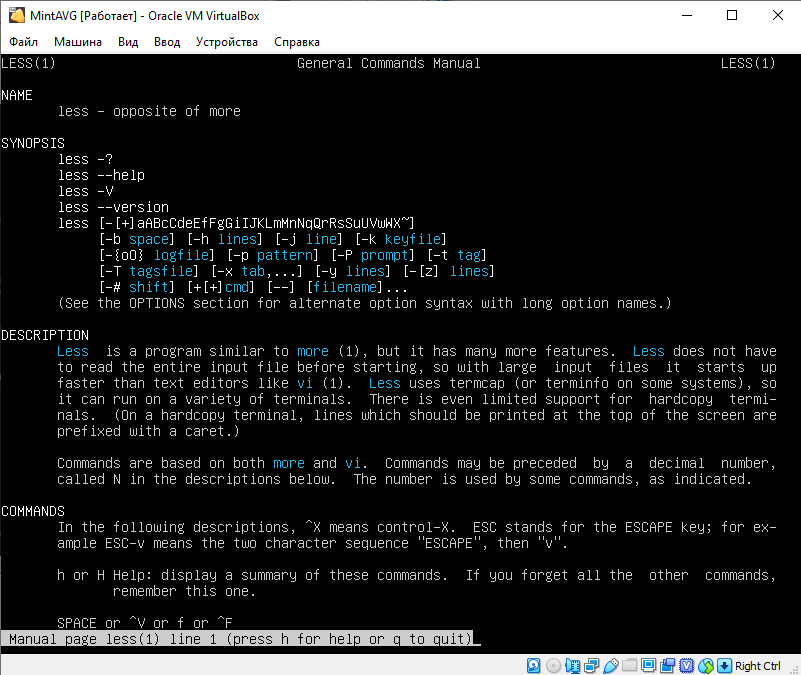 MintAVG [Работает] - Oracle VM VirtualBox
Файл Машина Вид Ввод Устройства Справка
LESS(1) General Commands Manual LESS(1)
NAME
less - opposite of more
SYNOPSIS
less -?
less --help
less -V
less --version
less [-[+]aABcCdeEfFgGiIJKLmMnNqQrRsSuUVwWX~]
[-b space] [-h lines] [-j line] [-k keyfile]
[-{oO} logfile] [-p pattern] [-P prompt] [-t tag]
[-T tagsfile] [-x tab,...] [-y lines] [-[z] lines]
[-# shift] [+[+]cmd] [--] [filename]...
(See the OPTIONS section for alternate option syntax with long option names.)
DESCRIPTION
Less is a program similar to more (1), but it has many more features. Less does not have
to read the entire input file before starting, so with large input files it starts up
faster than text editors like vi (1). Less uses termcap (or terminfo on some systems), so
it can run on a variety of terminals. There is even limited support for hardcopy termi-
nals. (On a hardcopy terminal, lines which should be printed at the top of the screen are
prefixed with a caret.)
Commands are based on both more and vi. Commands may be preceded by a decimal number,
called N in the descriptions below. The number is used by some commands, as indicated.
COMMANDS
In the following descriptions, ^X means control-X. ESC stands for the ESCAPE key; for ex-
ample ESC-v means the two character sequence "ESCAPE", then "v".
h or H Help: display a summary of these commands. If you forget all the other commands,
remember this one.
SPACE or ^V or f or ^F
Manual page less(1) line 1 (press h for help or q to quit)
Right Ctrl